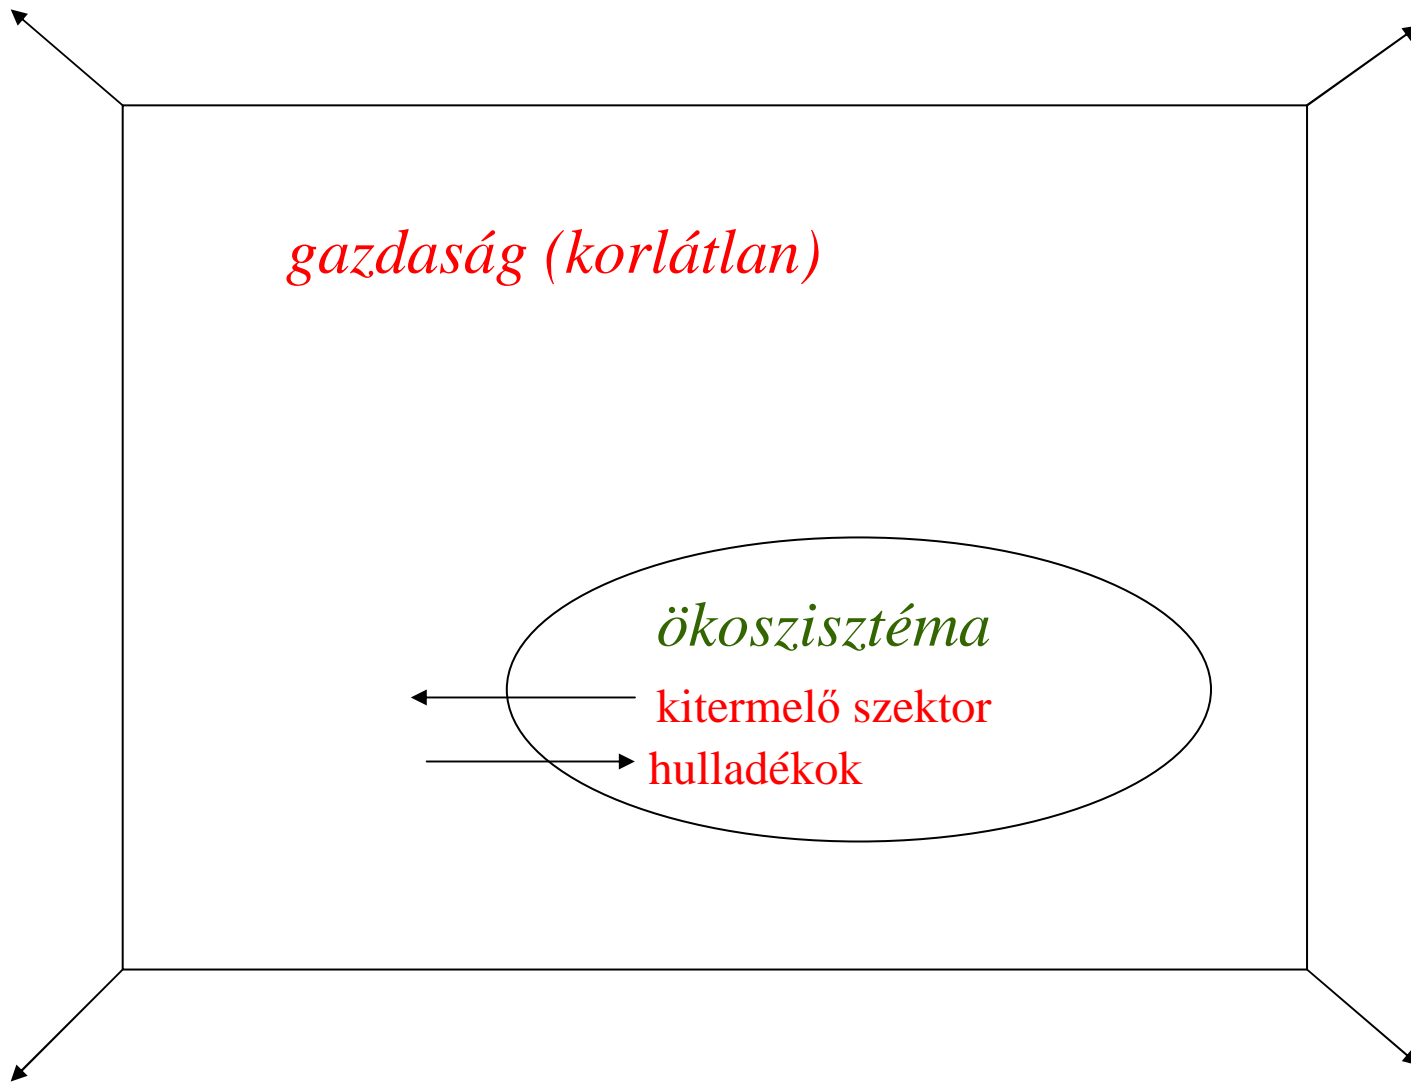 gazdaság (korlátlan)
ökoszisztéma
kitermelő szektor
hulladékok